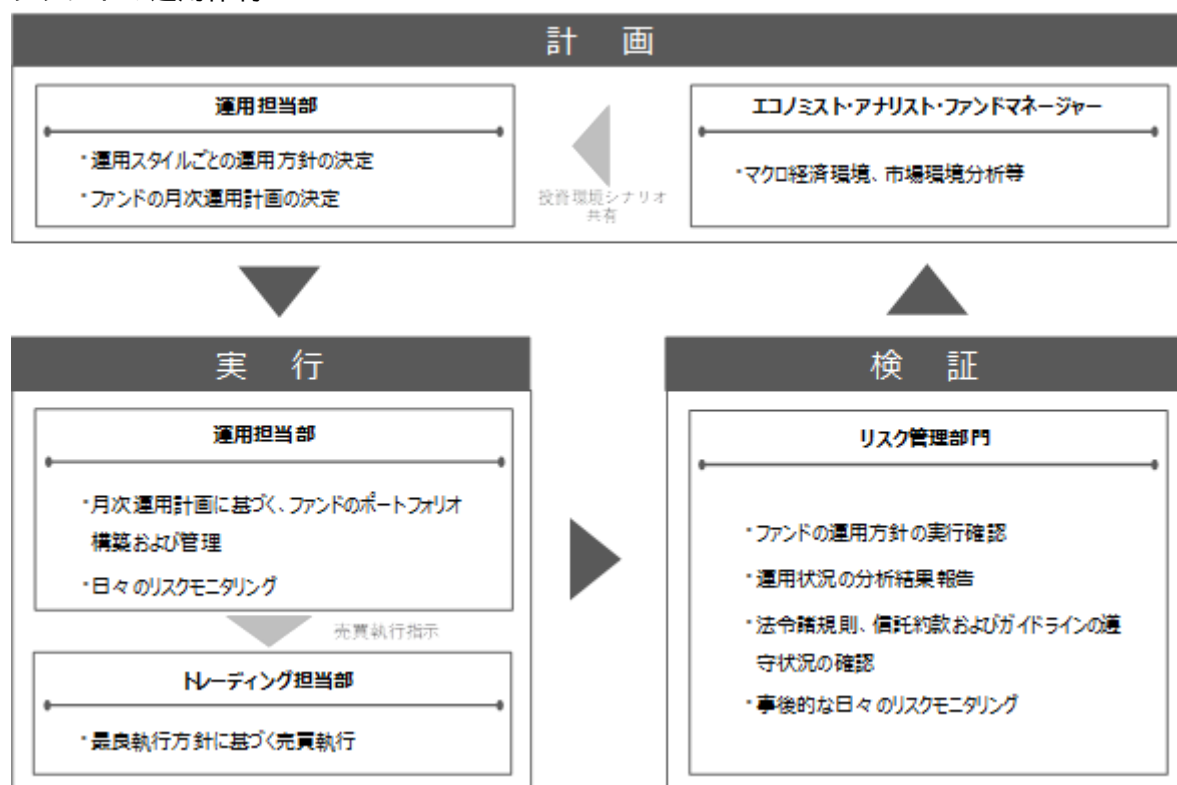 計 画
運用担当部
・運用スタイルごとの運用方針の決定
・ファンドの月次運用計画の決定
投資環境シナリオ
共有
エコノミスト・アナリスト・ファンドマネージャー
・マクロ経済環境、市場環境分析等
実 行
運用担当部
・月次運用計画に基づく、ファンドのポートフォリオ
構築および管理
・日々のリスクモニタリング
売買執行指示
トレーディング担当部
・最良執行方針に基づく売買執行
検 証
リスク管理部門
・ファンドの運用方針の実行確認
・運用状況の分析結果報告
・法令諸規則、信託約款およびガイドラインの遵
守状況の確認
・事後的な日々のリスクモニタリング